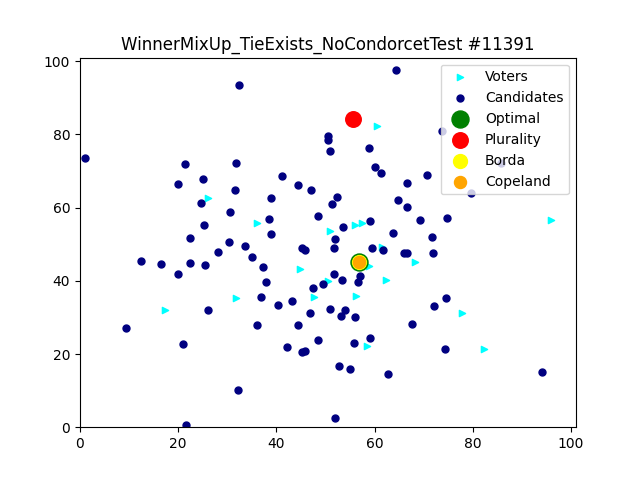 WinnerMixUp_TieExists_NoCondorcetTest #11391
100
80
60
40
20
0
0 20 40 60 80 100
Voters
Candidates
Optimal
Plurality
Borda
Copeland